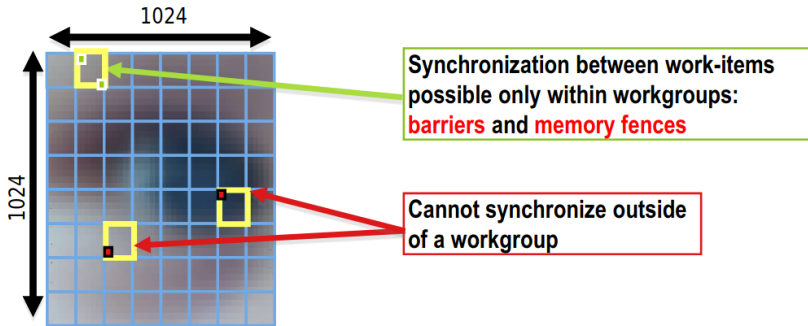 1024
1024
Synchronization between work-items
possible only within workgroups:
barriers and memory fences
Cannot synchronize outside
of a workgroup